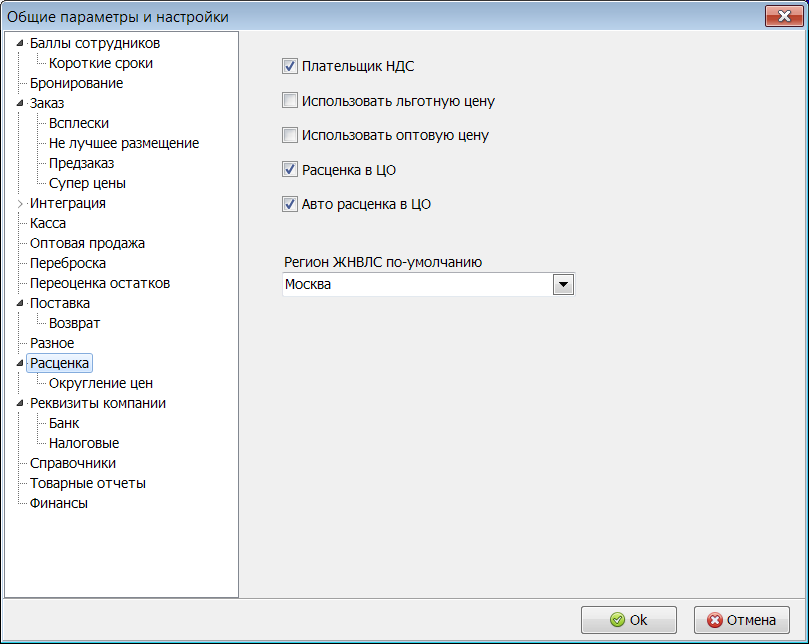 Общие параметры и настройки
Баллы сотрудников
Короткие сроки
Бронирование
Заказ
Всплески
Не лучшее размещение
Предзаказ
Супер цены
Интеграция
Касса
Оптовая продажа
Переброска
Переоценка остатков
Поставка
Возврат
Разное
Расценка
Округление цен
Реквизиты компании
Банк
Налоговые
Справочники
Товарные отчеты
Финансы
Плательщик НДС
Использовать льготную цену
Использовать оптовую цену
Расценка в ЦО
Авто расценка в ЦО
Регион ЖНВЛС по-умолчанию
Москва
Ok
Отмена